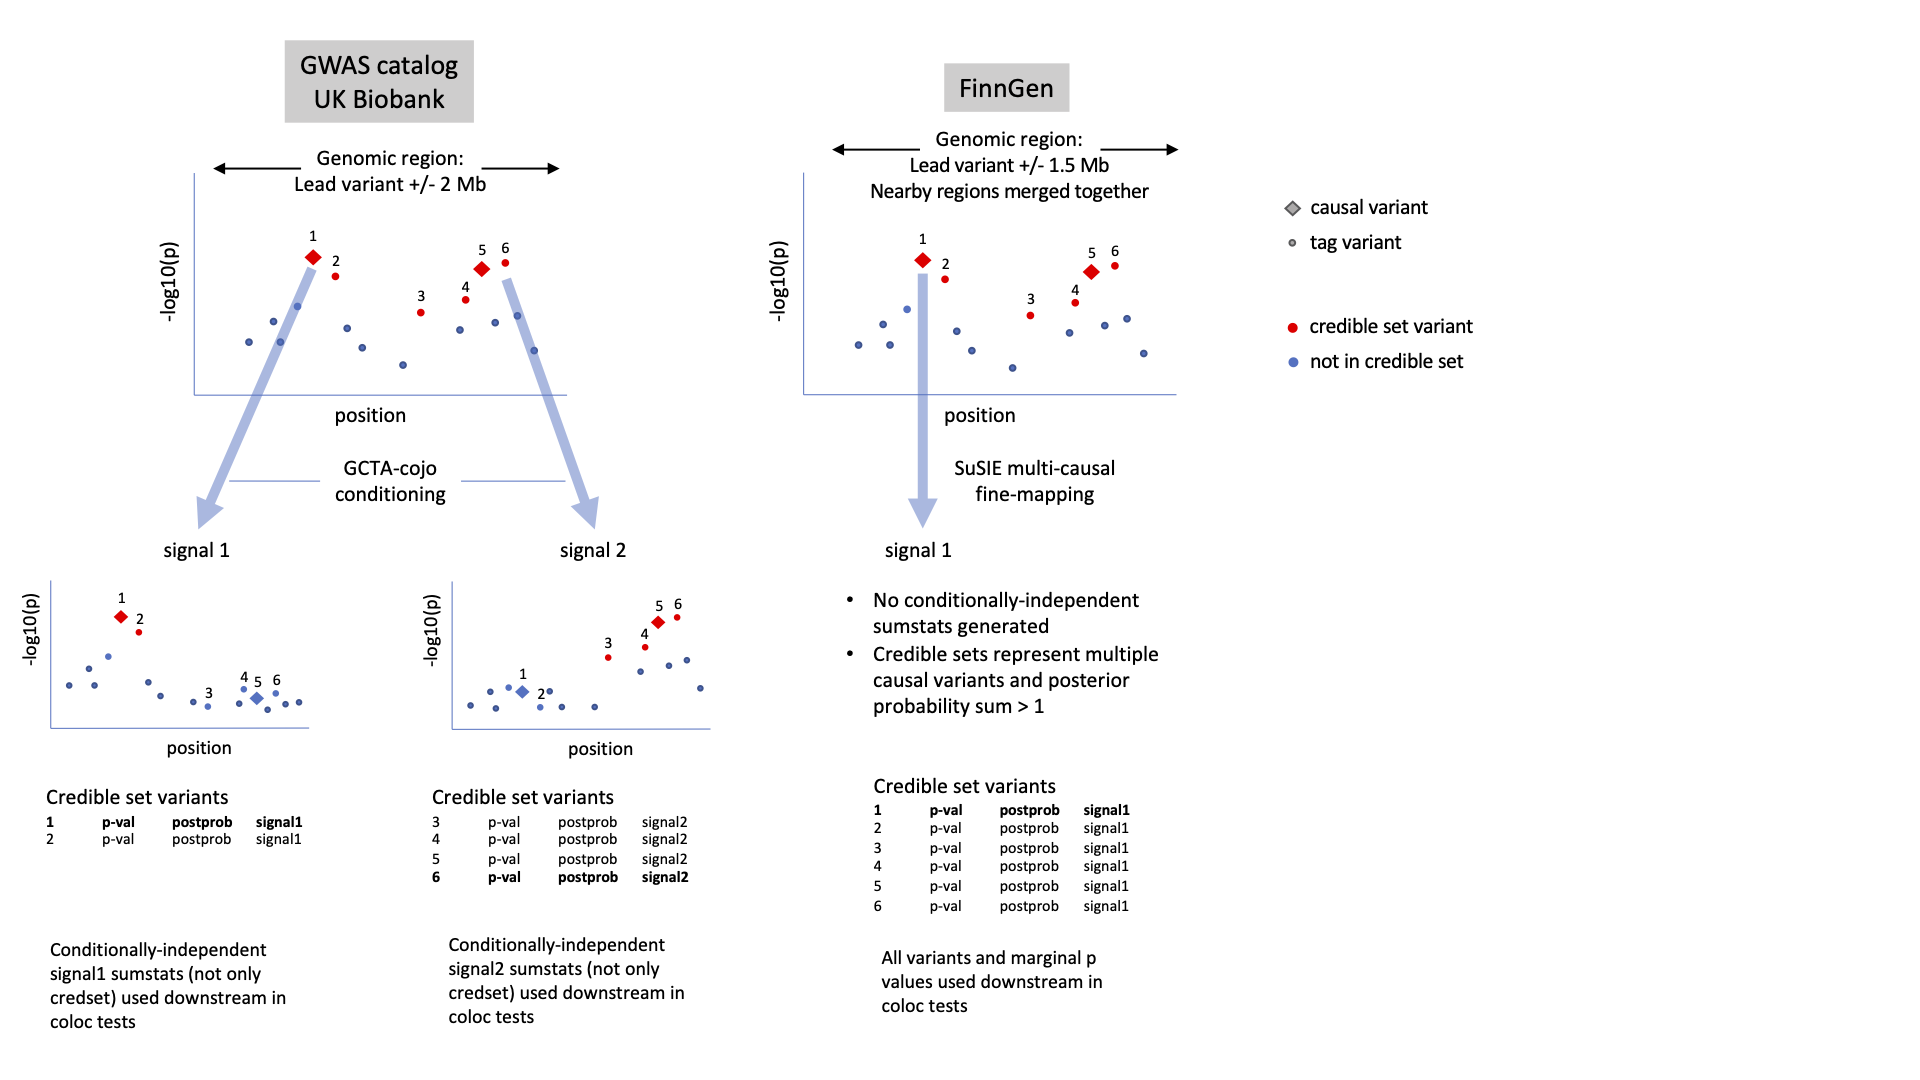 GWAS catalog
UK Biobank
Genomic region:
Lead variant +/- 2 Mb
-log10(p)
1
2
3
4
5
6
position
GCTA-cojo
conditioning
signal 1
signal 2
-log10(p)
1
2
3
4
5
6
position
-log10(p)
1
2
3
4
5
6
position
Credible set variants
1 p-val postprob signal1
2 p-val postprob signal1
Credible set variants
3 p-val postprob signal2
4 p-val postprob signal2
5 p-val postprob signal2
6 p-val postprob signal2
Conditionally-independent
signal1 sumstats (not only
credset) used downstream in
coloc tests
Conditionally-independent
signal2 sumstats (not only
credset) used downstream in
coloc tests
FinnGen
Genomic region:
Lead variant +/- 1.5 Mb
Nearby regions merged together
-log10(p)
1
2
3
4
5
6
position
SuSIE multi-causal
fine-mapping
signal 1
• No conditionally-independent
sumstats generated
• Credible sets represent multiple
causal variants and posterior
probability sum > 1
Credible set variants
1 p-val postprob signal1
2 p-val postprob signal1
3 p-val postprob signal1
4 p-val postprob signal1
5 p-val postprob signal1
6 p-val postprob signal1
All variants and marginal p
values used downstream in
coloc tests
causal variant
tag variant
credible set variant
not in credible set